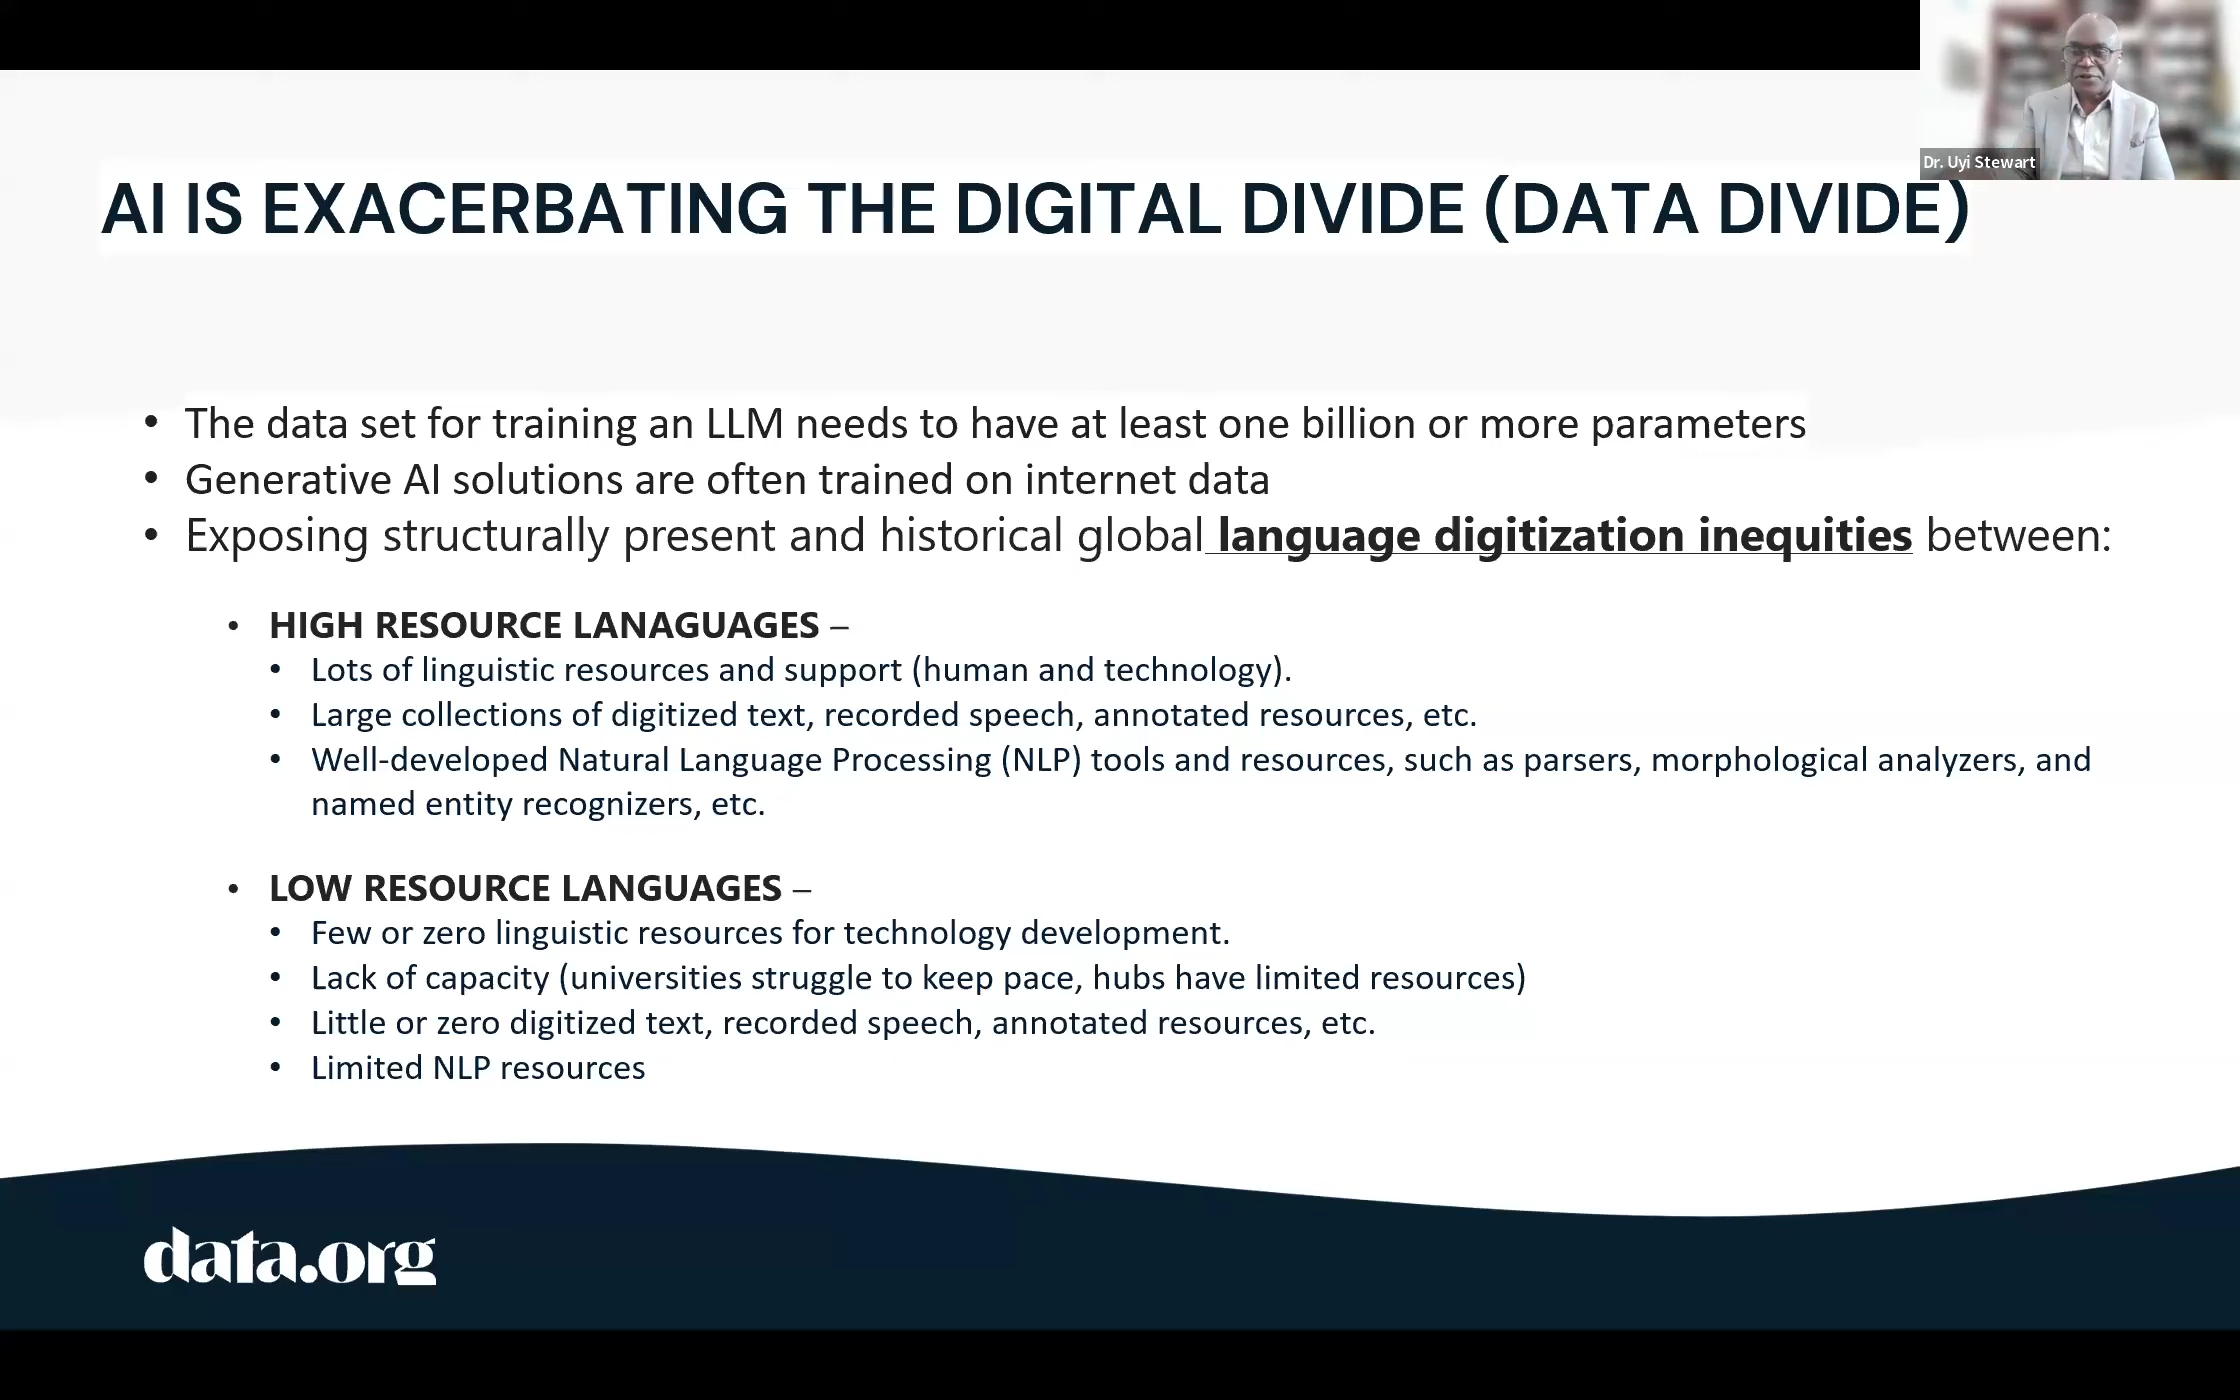 Dr. Uyi Stewart
AI IS EXACERBATING THE DIGITAL DIVIDE (DATA DIVIDE)
• The data set for training an LLM needs to have at least one billion or more parameters
• Generative AI solutions are often trained on internet data
• Exposing structurally present and historical global language digitization inequities between:
• HIGH RESOURCE LANAGUAGES –
• Lots of linguistic resources and support (human and technology).
• Large collections of digitized text, recorded speech, annotated resources, etc.
• Well-developed Natural Language Processing (NLP) tools and resources, such as parsers, morphological analyzers, and
named entity recognizers, etc.
• LOW RESOURCE LANGUAGES –
• Few or zero linguistic resources for technology development.
• Lack of capacity (universities struggle to keep pace, hubs have limited resources)
• Little or zero digitized text, recorded speech, annotated resources, etc.
• Limited NLP resources
data.org